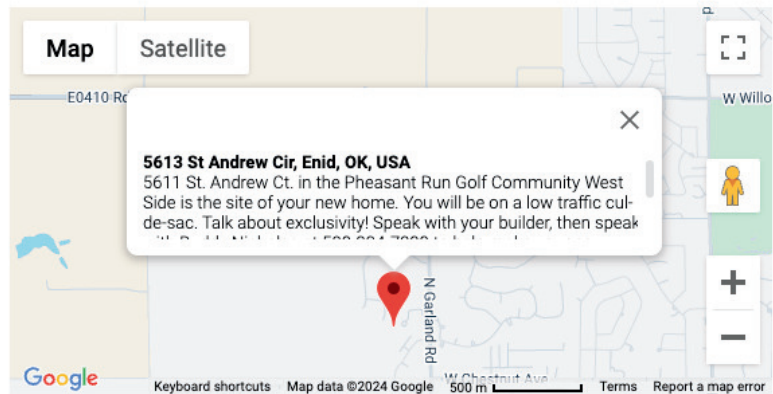 Map
Satellite
E0410 Rd
W Willo
5613 St Andrew Cir, Enid, OK, USA
5611 St. Andrew Ct. in the Pheasant Run Golf Community West
Side is the site of your new home. You will be on a low traffic cul-
de-sac. Talk about exclusivity! Speak with your builder, then speak
N Garland Rd
W Chestnut Ave
Google
Keyboard shortcuts
Map data ©2024 Google
500 m
Terms
Report a map error